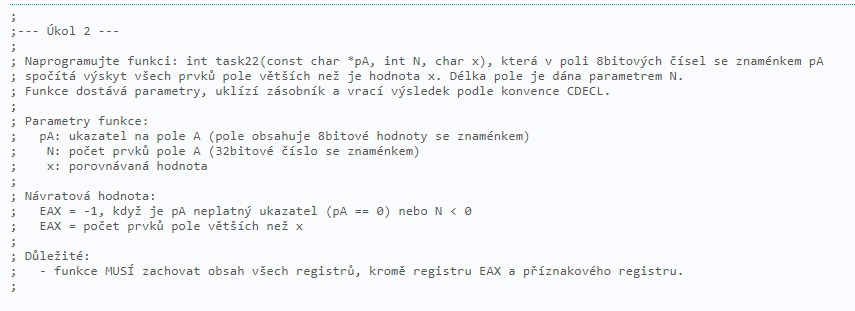 ;
;--- Úkol 2 ---
;
; Naprogramujte funkci: int task22(const char *pA, int N, char x), která v poli 8bitových čísel se znaménkem pA
; spočítá výskyt všech prvků pole větších než je hodnota x. Délka pole je dána parametrem N.
; Funkce dostává parametry, uklízí zásobník a vrací výsledek podle konvence CDECL.
;
; Parametry funkce:
;   pA: ukazatel na pole A (pole obsahuje 8bitové hodnoty se znaménkem)
;    N: počet prvků pole A (32bitové číslo se znaménkem)
;    x: porovnávaná hodnota
;
; Návratová hodnota:
;   EAX = -1, když je pA neplatný ukazatel (pA == 0) nebo N < 0
;   EAX = počet prvků pole větších než x
;
; Důležité:
;   - funkce MUSÍ zachovat obsah všech registrů, kromě registru EAX a příznakového registru.
;